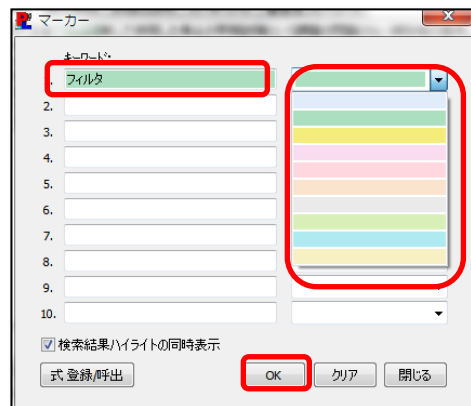 マーカー
キーワード:
1. フィルタ
2.
3.
4.
5.
6.
7.
8.
9.
10.
検索結果ハイライトの同時表示
式 登録/呼出 OK クリア 閉じる